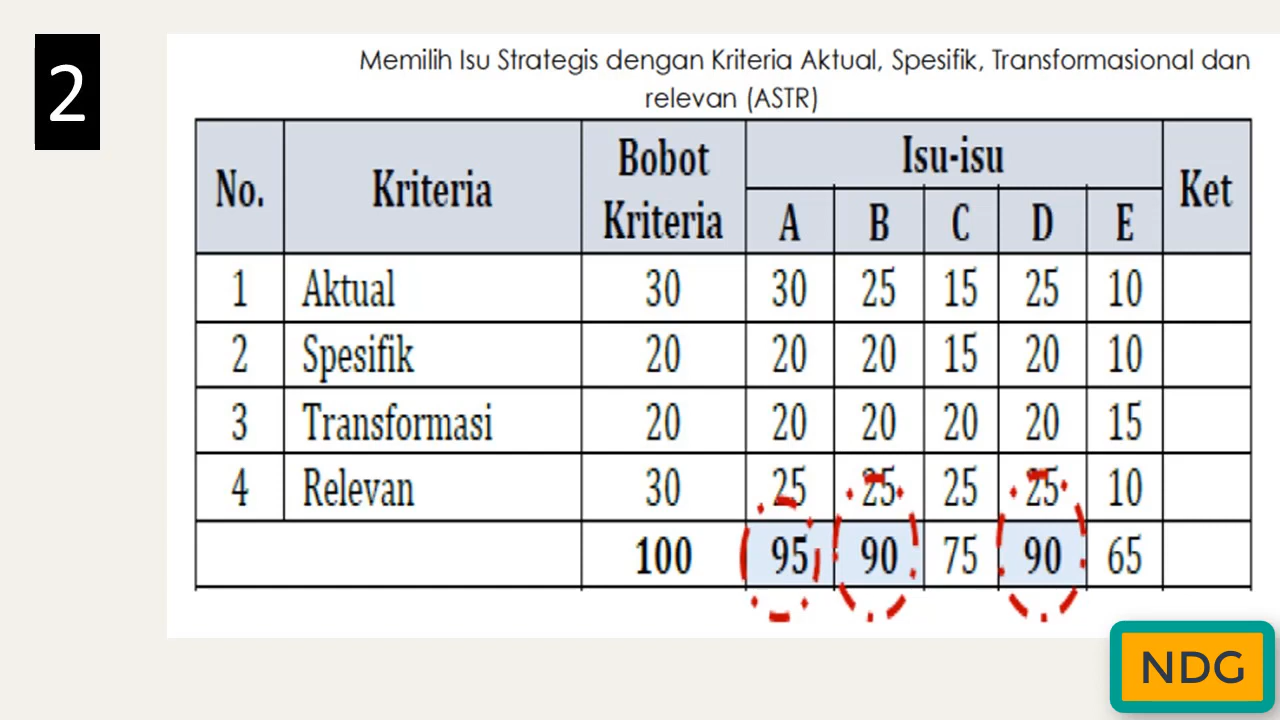 2
Memilih Isu Strategis dengan Kriteria Aktual, Spesifik, Transformasional dan
relevan (ASTR)
No. Kriteria Bobot Kriteria Isu-isu Ket
A B C D E
1 Aktual 30 30 25 15 25 10
2 Spesifik 20 20 20 15 20 10
3 Transformasi 20 20 20 20 20 15
4 Relevan 30 25 25 25 25 10
100 95 90 75 90 65
NDG